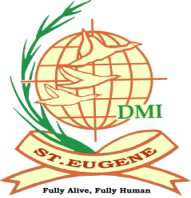 DMI
ST. EUGENE
Fully Alive, Fully Human